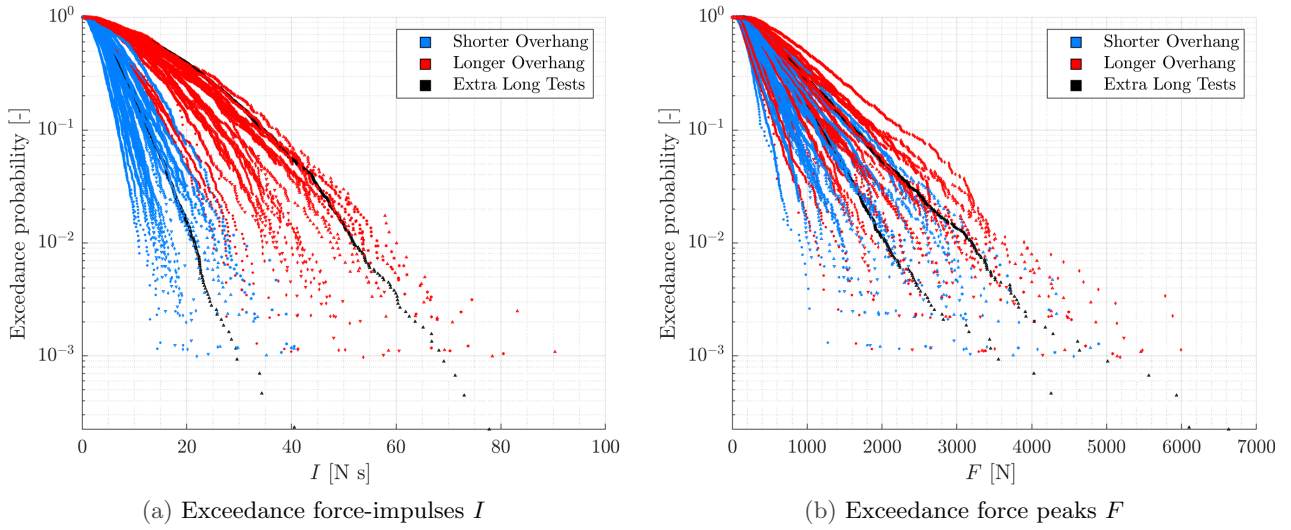 10^0
10^-1
10^-2
10^-3
Exceedance probability [-]
Shorter Overhang
Longer Overhang
Extra Long Tests
0 20 40 60 80 100
I [N s]
(a) Exceedance force-impulses I
10^0
10^-1
10^-2
10^-3
Exceedance probability [-]
Shorter Overhang
Longer Overhang
Extra Long Tests
0 1000 2000 3000 4000 5000 6000 7000
F [N]
(b) Exceedance force peaks F